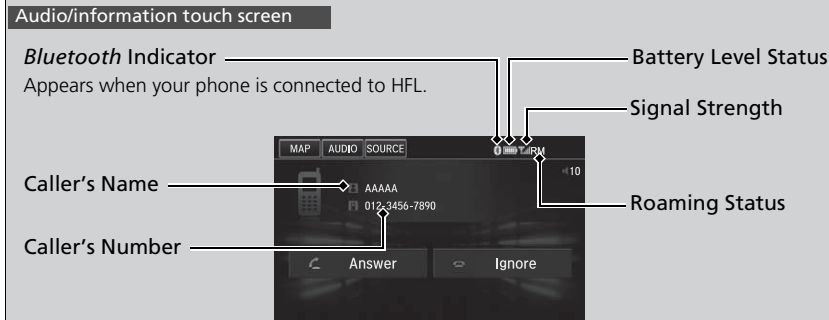 Audio/information touch screen
Bluetooth Indicator
Appears when your phone is connected to HFL.
Battery Level Status
Signal Strength
MAP AUDIO SOURCE RM
10
Caller's Name
AAAAA
012-3456-7890
Roaming Status
Caller's Number
Answer Ignore